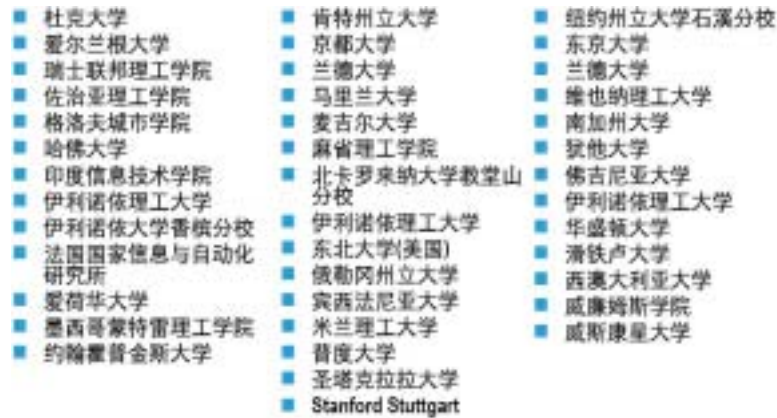 杜克大学
爱尔兰根大学
瑞士联邦理工学院
佐治亚理工学院
格洛夫城市学院
哈佛大学
印度信息技术学院
伊利诺依理工大学
伊利诺依大学香槟分校
法国国家信息与自动化
研究所
爱荷华大学
墨西哥蒙特雷理工学院
约翰霍普金斯大学
肯特州立大学
京都大学
兰德大学
马里兰大学
麦吉尔大学
麻省理工学院
北卡罗来纳大学教堂山
分校
伊利诺依理工大学
东北大学(美国)
俄勒冈州立大学
宾西法尼亚大学
米兰理工大学
普度大学
圣塔克拉拉大学
Stanford Stuttgart
纽约州立大学石溪分校
东京大学
兰德大学
维也纳理工大学
南加州大学
犹他大学
佛吉尼亚大学
伊利诺依理工大学
华盛顿大学
滑铁卢大学
西澳大利亚大学
威廉姆斯学院
威斯康星大学